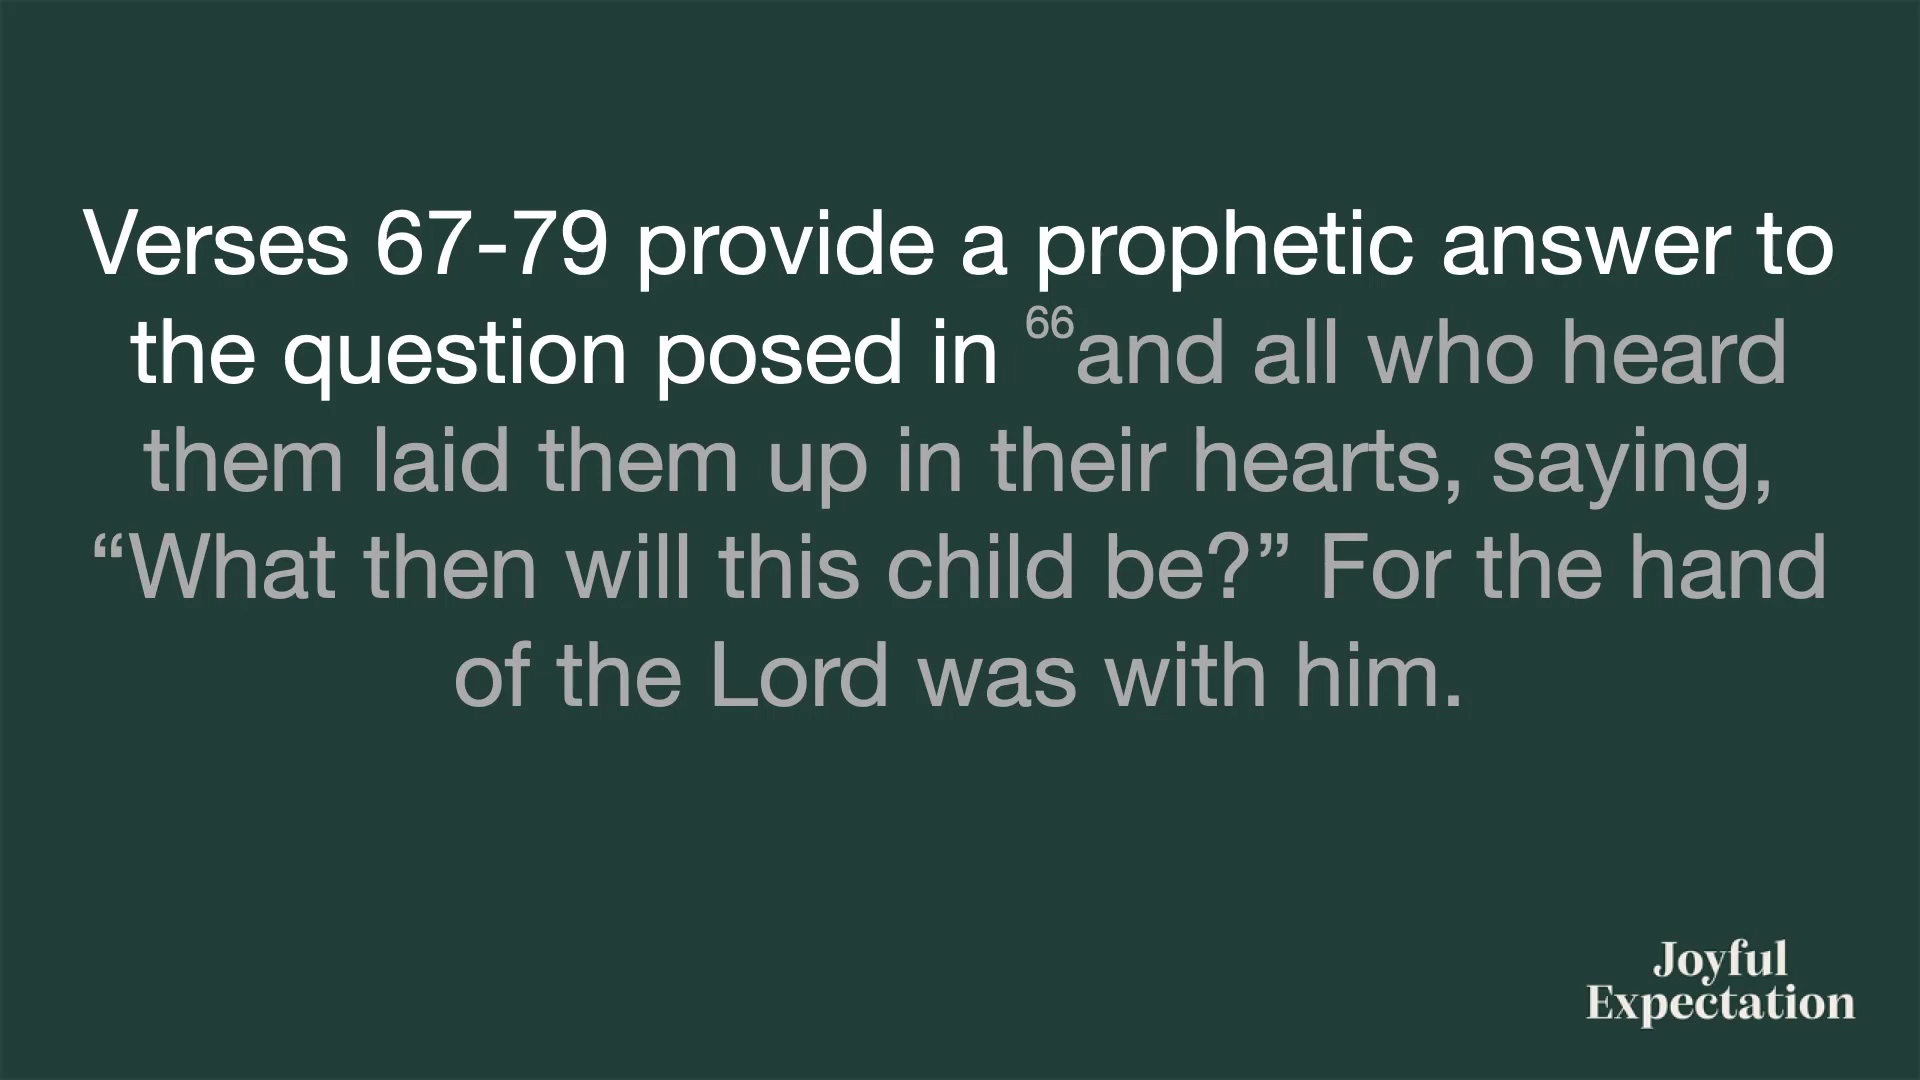 Verses 67-79 provide a prophetic answer to
the question posed in ⁶⁶and all who heard
them laid them up in their hearts, saying,
“What then will this child be?” For the hand
of the Lord was with him.
Joyful
Expectation